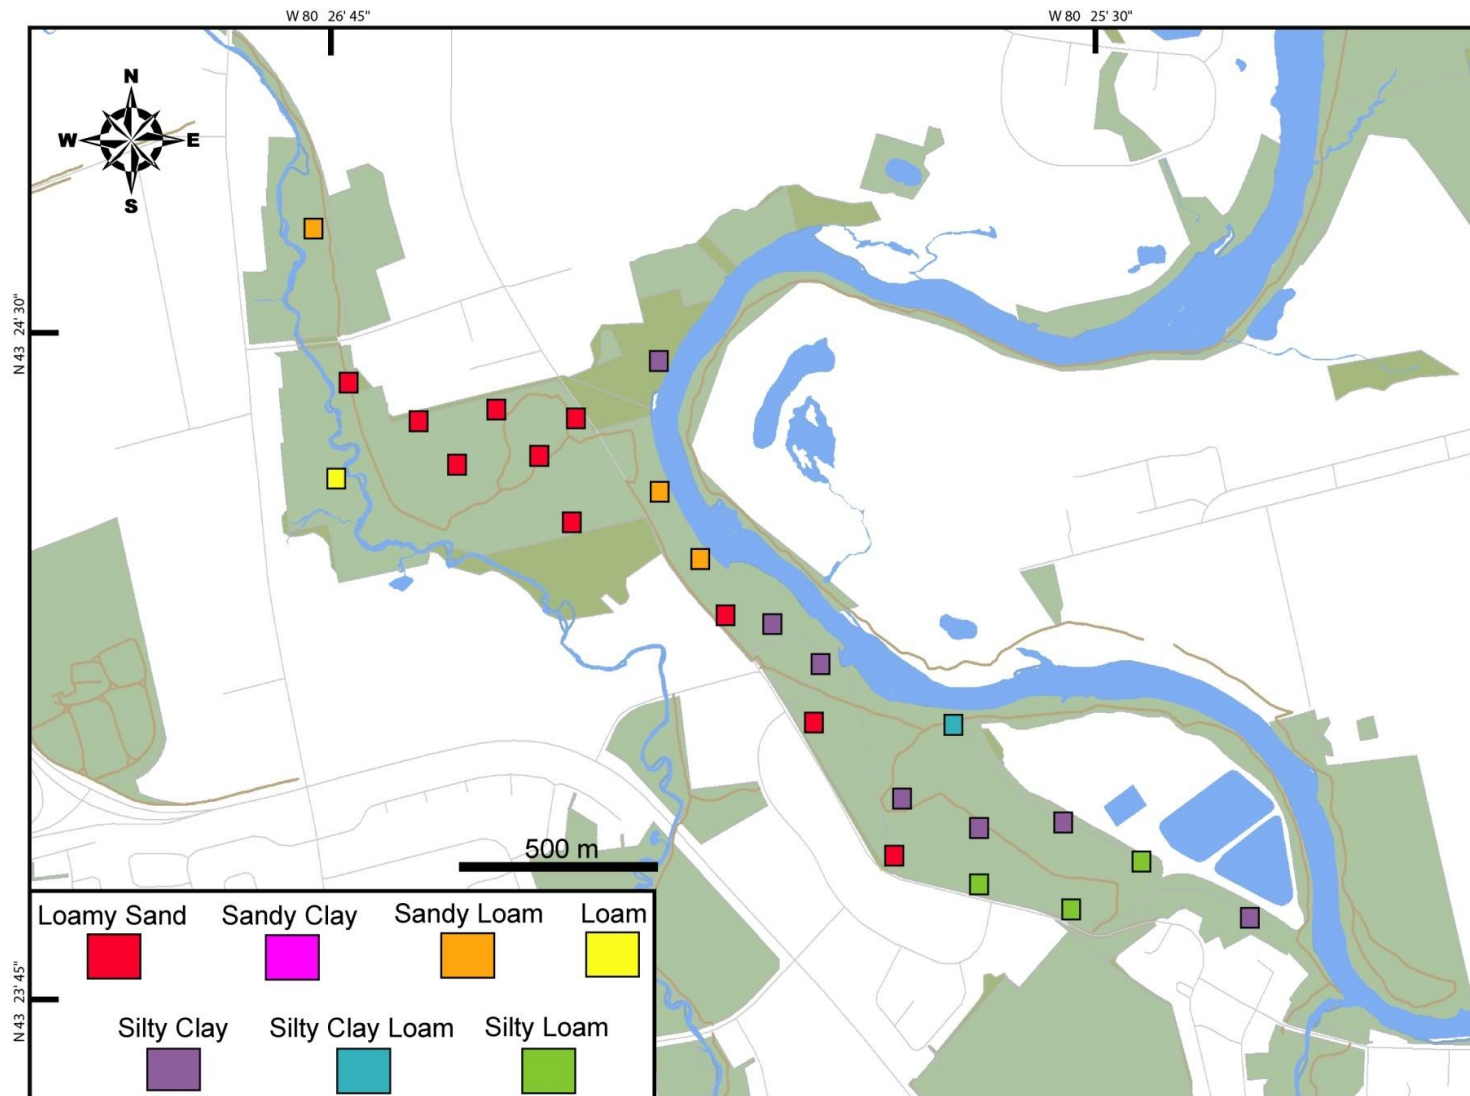 W 80 26' 45" W 80 25' 30"
N
W E
S
N 43 24' 30"
500 m
Loamy Sand Sandy Clay Sandy Loam Loam
N 43 23' 45"
Silty Clay Silty Clay Loam Silty Loam